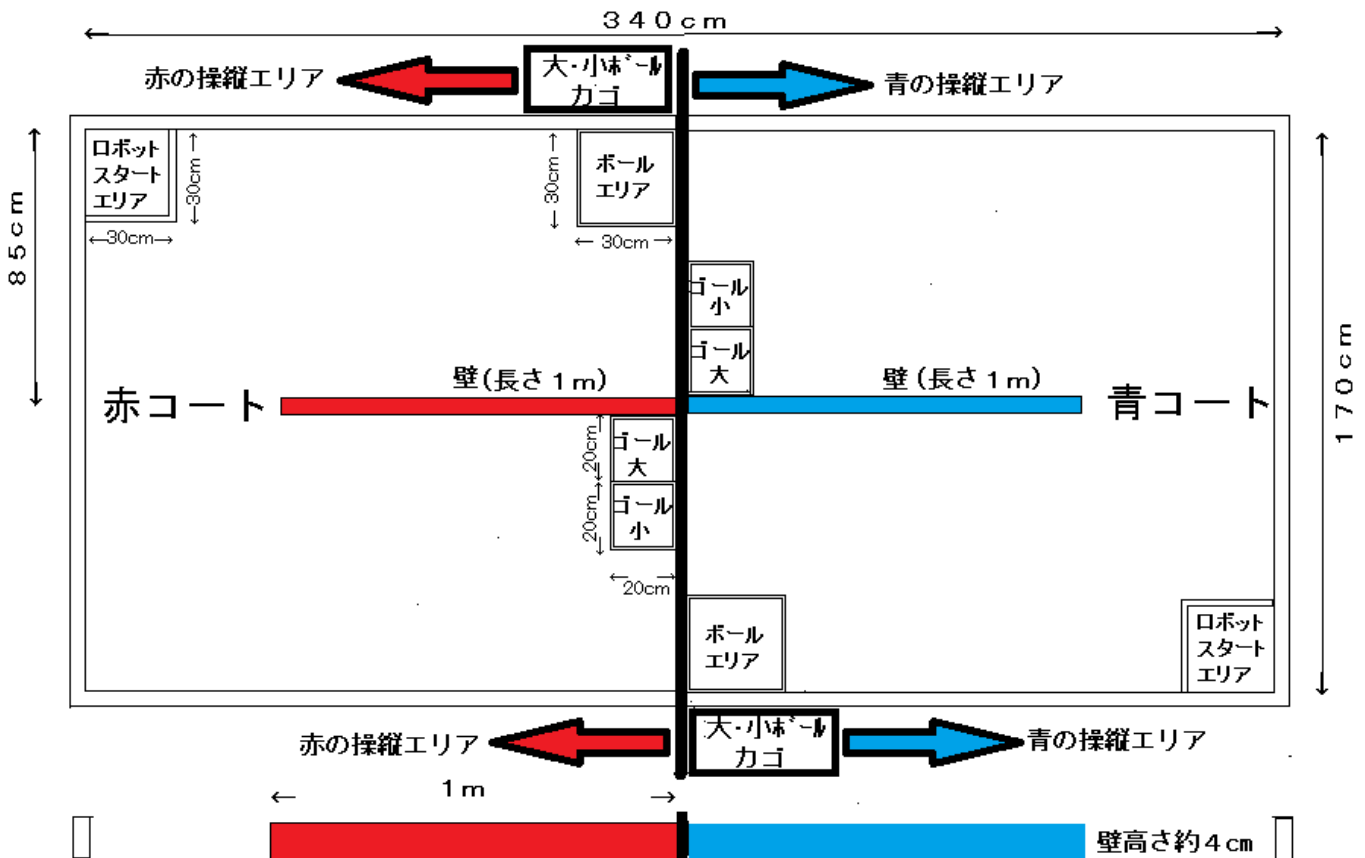 340cm
赤の操縦エリア
大・小ボール
カゴ
青の操縦エリア
85cm
ロボット
スタート
エリア
30cm
30cm
30cm
ボール
エリア
30cm
ゴール
小
ゴール
大
170cm
壁(長さ1m)
壁(長さ1m)
赤コート
青コート
20cm
ゴール
大
20cm
ゴール
小
20cm
ボール
エリア
ロボット
スタート
エリア
赤の操縦エリア
大・小ボール
カゴ
青の操縦エリア
1m
壁高さ約4cm